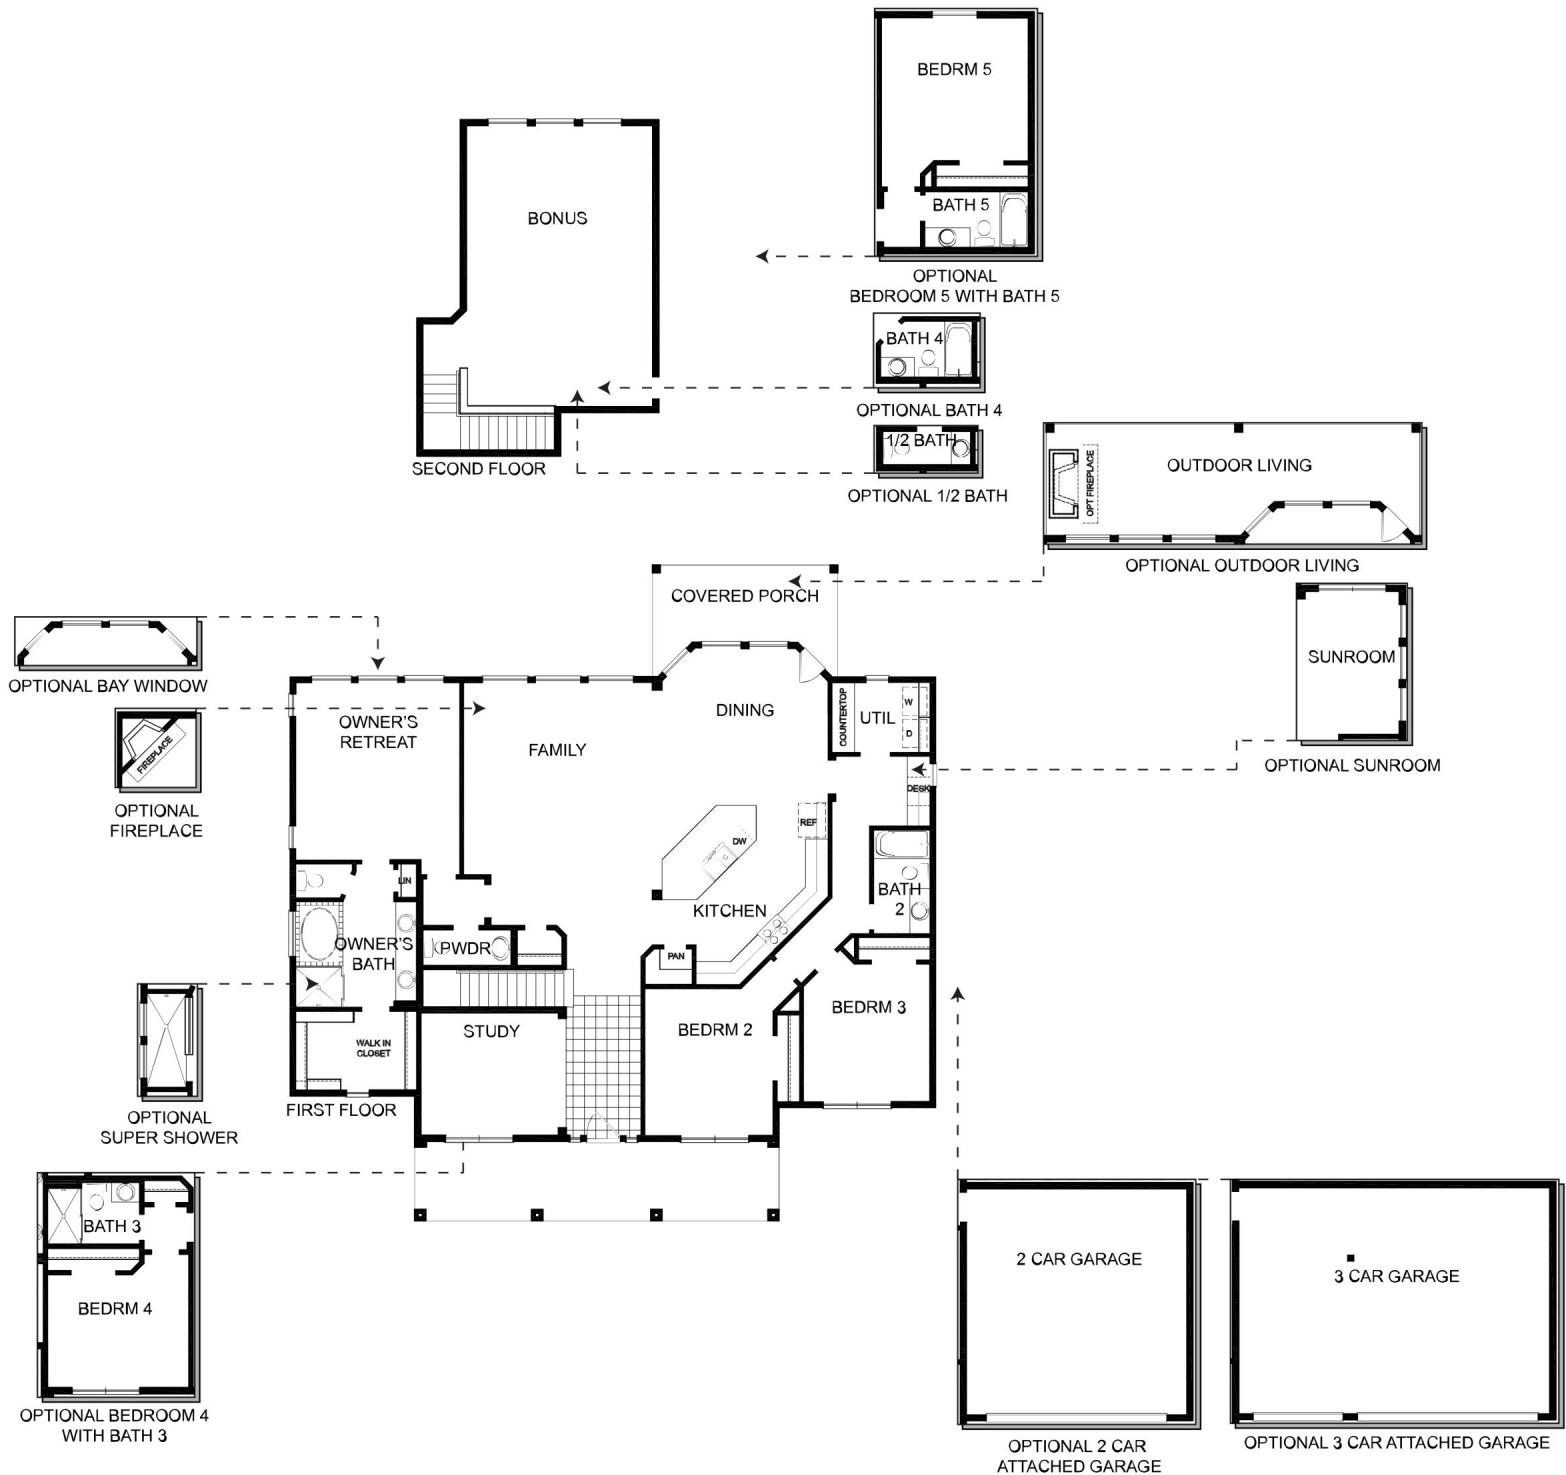 BEDRM 5
BATH 5
OPTIONAL
BEDROOM 5 WITH BATH 5
BONUS
BATH 4
OPTIONAL BATH 4
1/2 BATH
OPTIONAL 1/2 BATH
SECOND FLOOR
OUTDOOR LIVING
OPT FIREPLACE
OPTIONAL OUTDOOR LIVING
COVERED PORCH
SUNROOM
OPTIONAL SUNROOM
OPTIONAL BAY WINDOW
FIREPLACE
OPTIONAL
FIREPLACE
OWNER'S
RETREAT
FAMILY
DINING
COUNTERTOP
UTIL
W
D
DESK
REF
DW
KITCHEN
PAN
BATH
2
LIN
OWNER'S
BATH
PWDR
WALK IN
CLOSET
STUDY
BEDRM 2
BEDRM 3
FIRST FLOOR
OPTIONAL
SUPER SHOWER
BATH 3
BEDRM 4
OPTIONAL BEDROOM 4
WITH BATH 3
2 CAR GARAGE
OPTIONAL 2 CAR
ATTACHED GARAGE
3 CAR GARAGE
OPTIONAL 3 CAR ATTACHED GARAGE